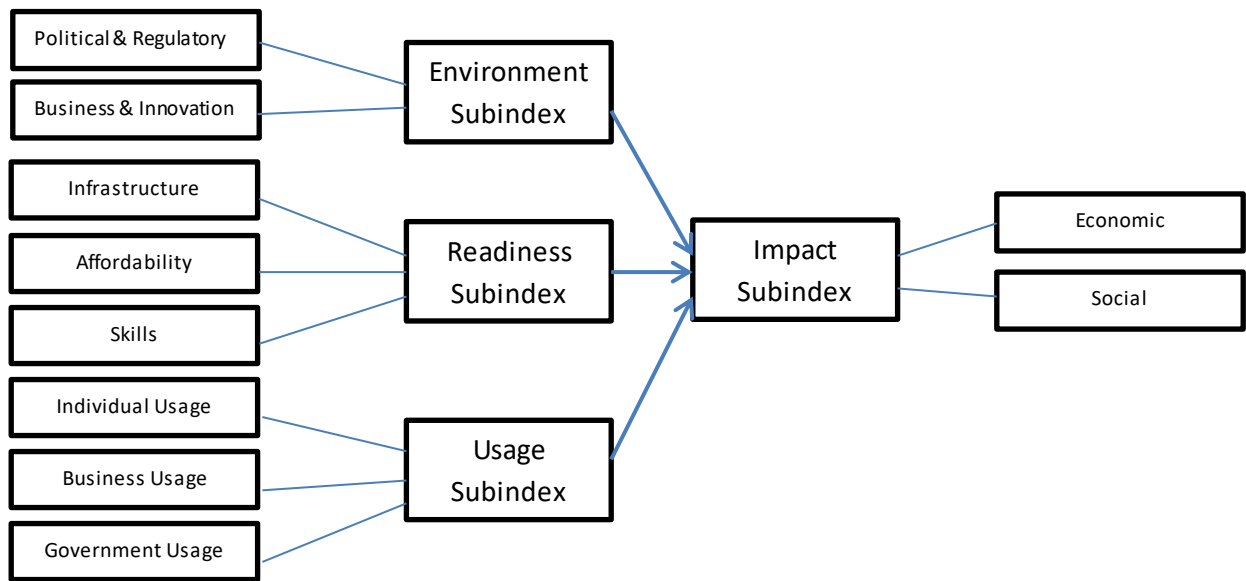 Political & Regulatory
Business & Innovation
Infrastructure
Affordability
Skills
Individual Usage
Business Usage
Government Usage
Environment
Subindex
Readiness
Subindex
Usage
Subindex
Impact
Subindex
Economic
Social